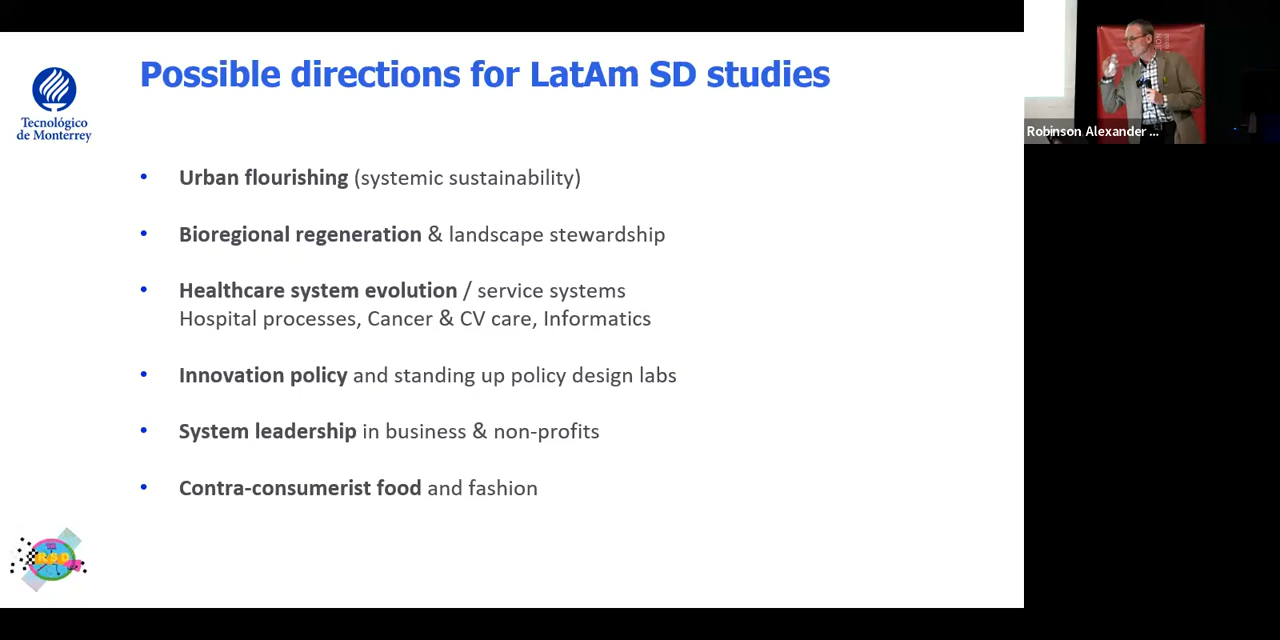 Possible directions for LatAm SD studies
Tecnológico
de Monterrey
• Urban flourishing (systemic sustainability)
• Bioregional regeneration & landscape stewardship
• Healthcare system evolution / service systems
Hospital processes, Cancer & CV care, Informatics
• Innovation policy and standing up policy design labs
• System leadership in business & non-profits
• Contra-consumerist food and fashion
RSD
Robinson Alexander ...